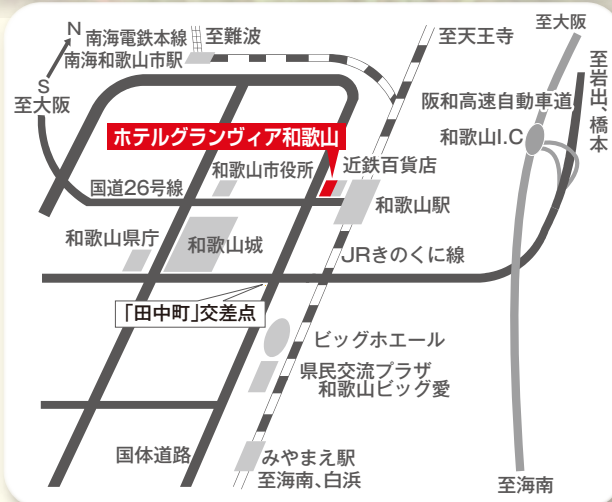 N
南海電鉄本線
至難波
南海和歌山市駅
S
至大阪
至天王寺
至大阪
至岩出、橋本
阪和高速自動車道
和歌山I.C
ホテルグランヴィア和歌山
和歌山市役所
近鉄百貨店
国道26号線
和歌山駅
和歌山県庁
和歌山城
JRきのくに線
「田中町」交差点
ビッグホエール
県民交流プラザ
和歌山ビッグ愛
国体道路
みやまえ駅
至海南、白浜
至海南